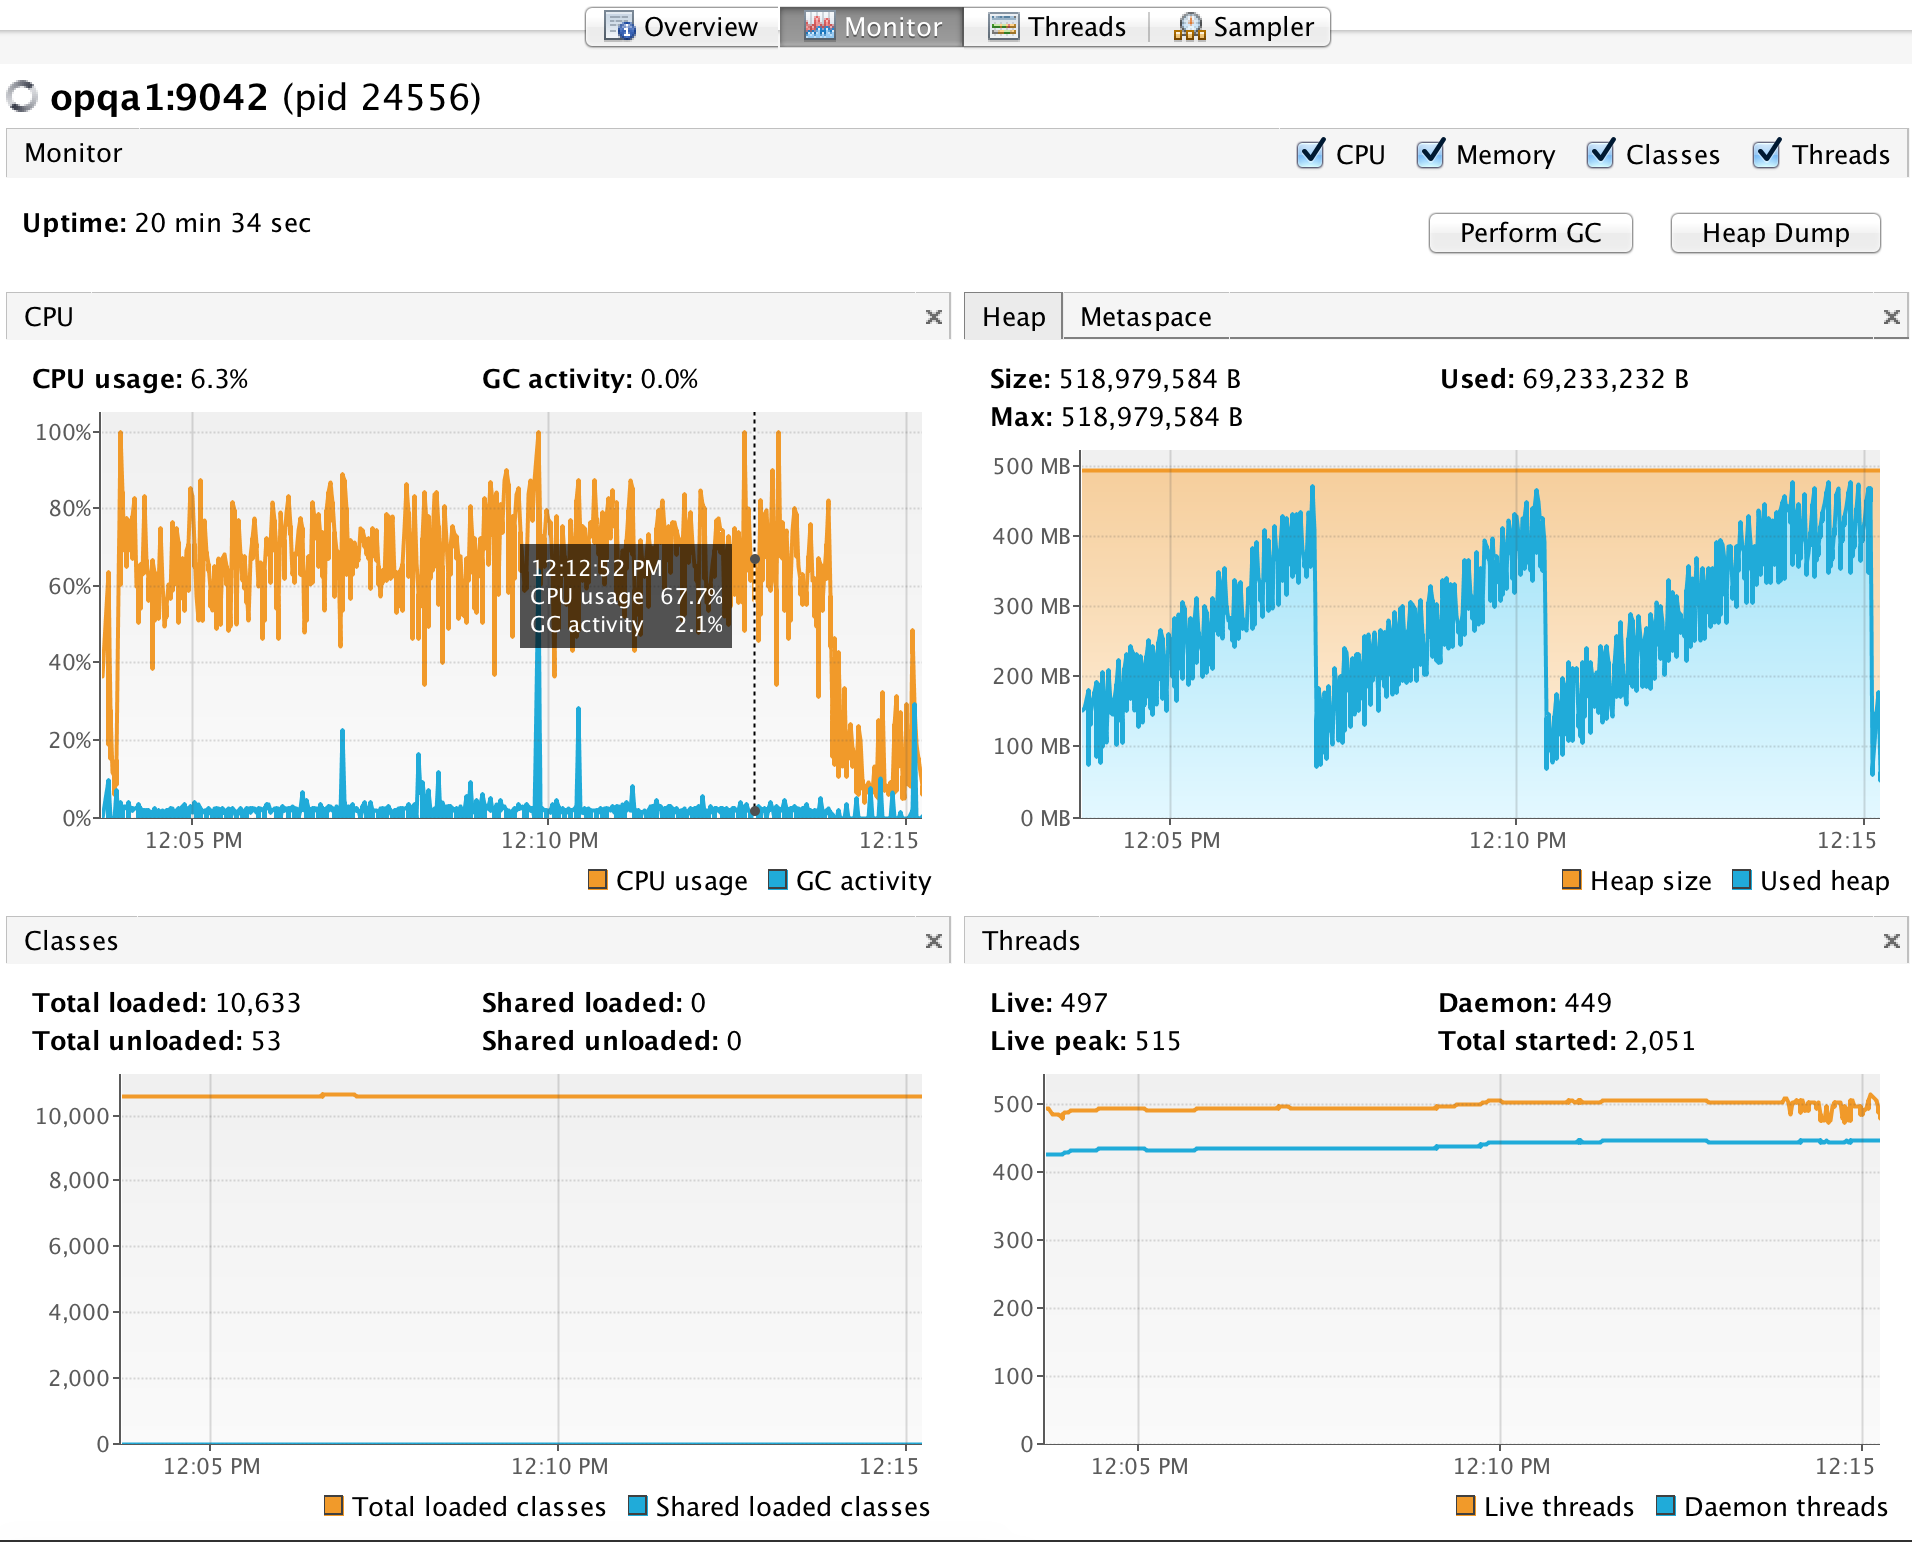 Overview Monitor Threads Sampler
opqa1:9042 (pid 24556)
Monitor CPU Memory Classes Threads
Uptime: 20 min 34 sec
Perform GC Heap Dump
CPU
CPU usage: 6.3% GC activity: 0.0%
100%
80%
60%
40%
20%
0%
12:12:52 PM
CPU usage 67.7%
GC activity 2.1%
12:05 PM 12:10 PM 12:15
CPU usage GC activity
Heap Metaspace
Size: 518,979,584 B Used: 69,233,232 B
Max: 518,979,584 B
500 MB
400 MB
300 MB
200 MB
100 MB
0 MB
12:05 PM 12:10 PM 12:15
Heap size Used heap
Classes
Total loaded: 10,633 Shared loaded: 0
Total unloaded: 53 Shared unloaded: 0
10,000
8,000
6,000
4,000
2,000
0
12:05 PM 12:10 PM 12:15
Total loaded classes Shared loaded classes
Threads
Live: 497 Daemon: 449
Live peak: 515 Total started: 2,051
500
400
300
200
100
0
12:05 PM 12:10 PM 12:15
Live threads Daemon threads